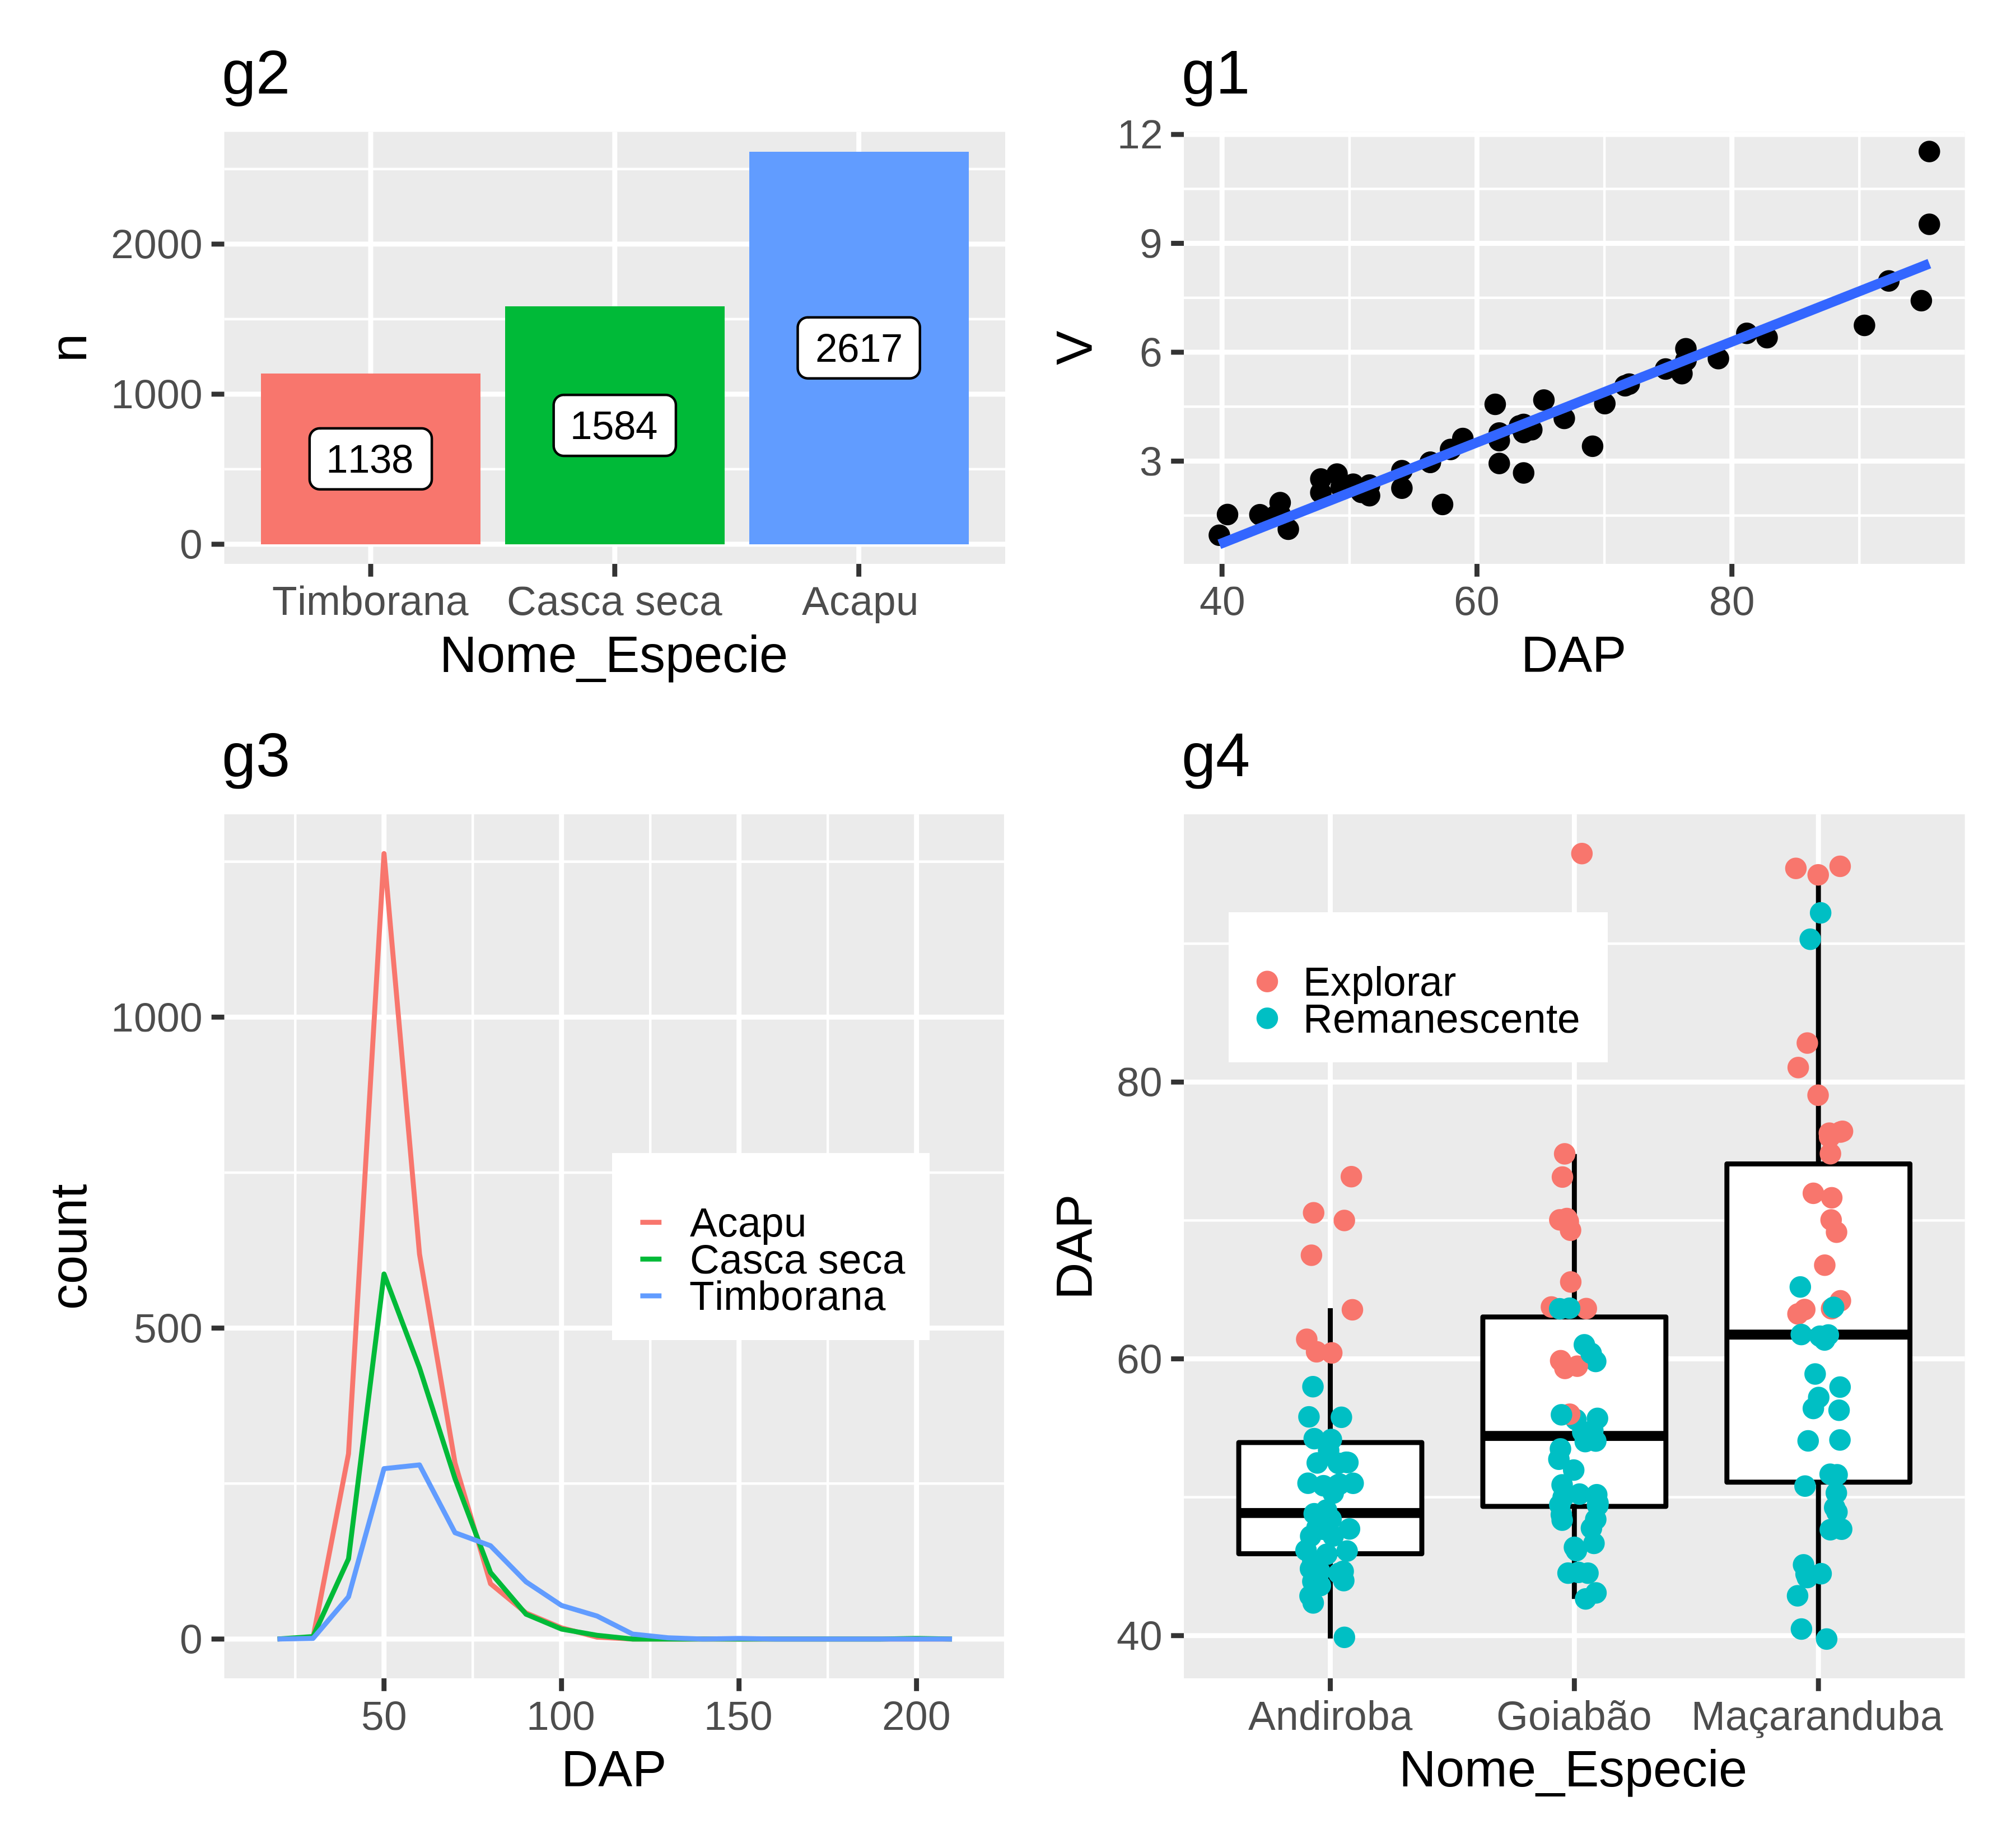 g2
n
2000
1000
0
1138
1584
2617
Timborana
Casca seca
Acapu
Nome_Especie
g1
V
12
9
6
3
40
60
80
DAP
g3
count
1000
500
0
Acapu
Casca seca
Timborana
50
100
150
200
DAP
g4
DAP
80
60
40
Explorar
Remanescente
Andiroba
Goiabão
Maçaranduba
Nome_Especie